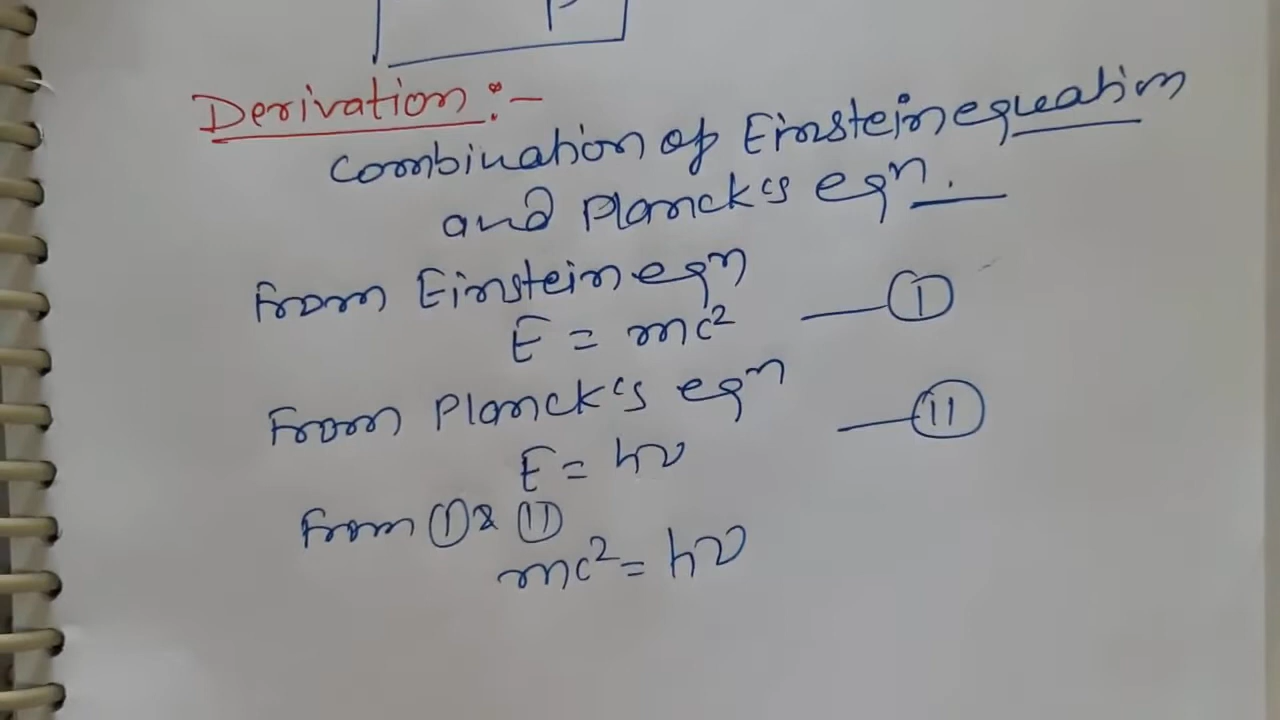 P
Derivation :-
Combination of Einstein equation
and Planck's eqn.
From Einstein eqn
E = mc² — I
From Planck's eqn
E = hν — II
From I & II
mc² = hν